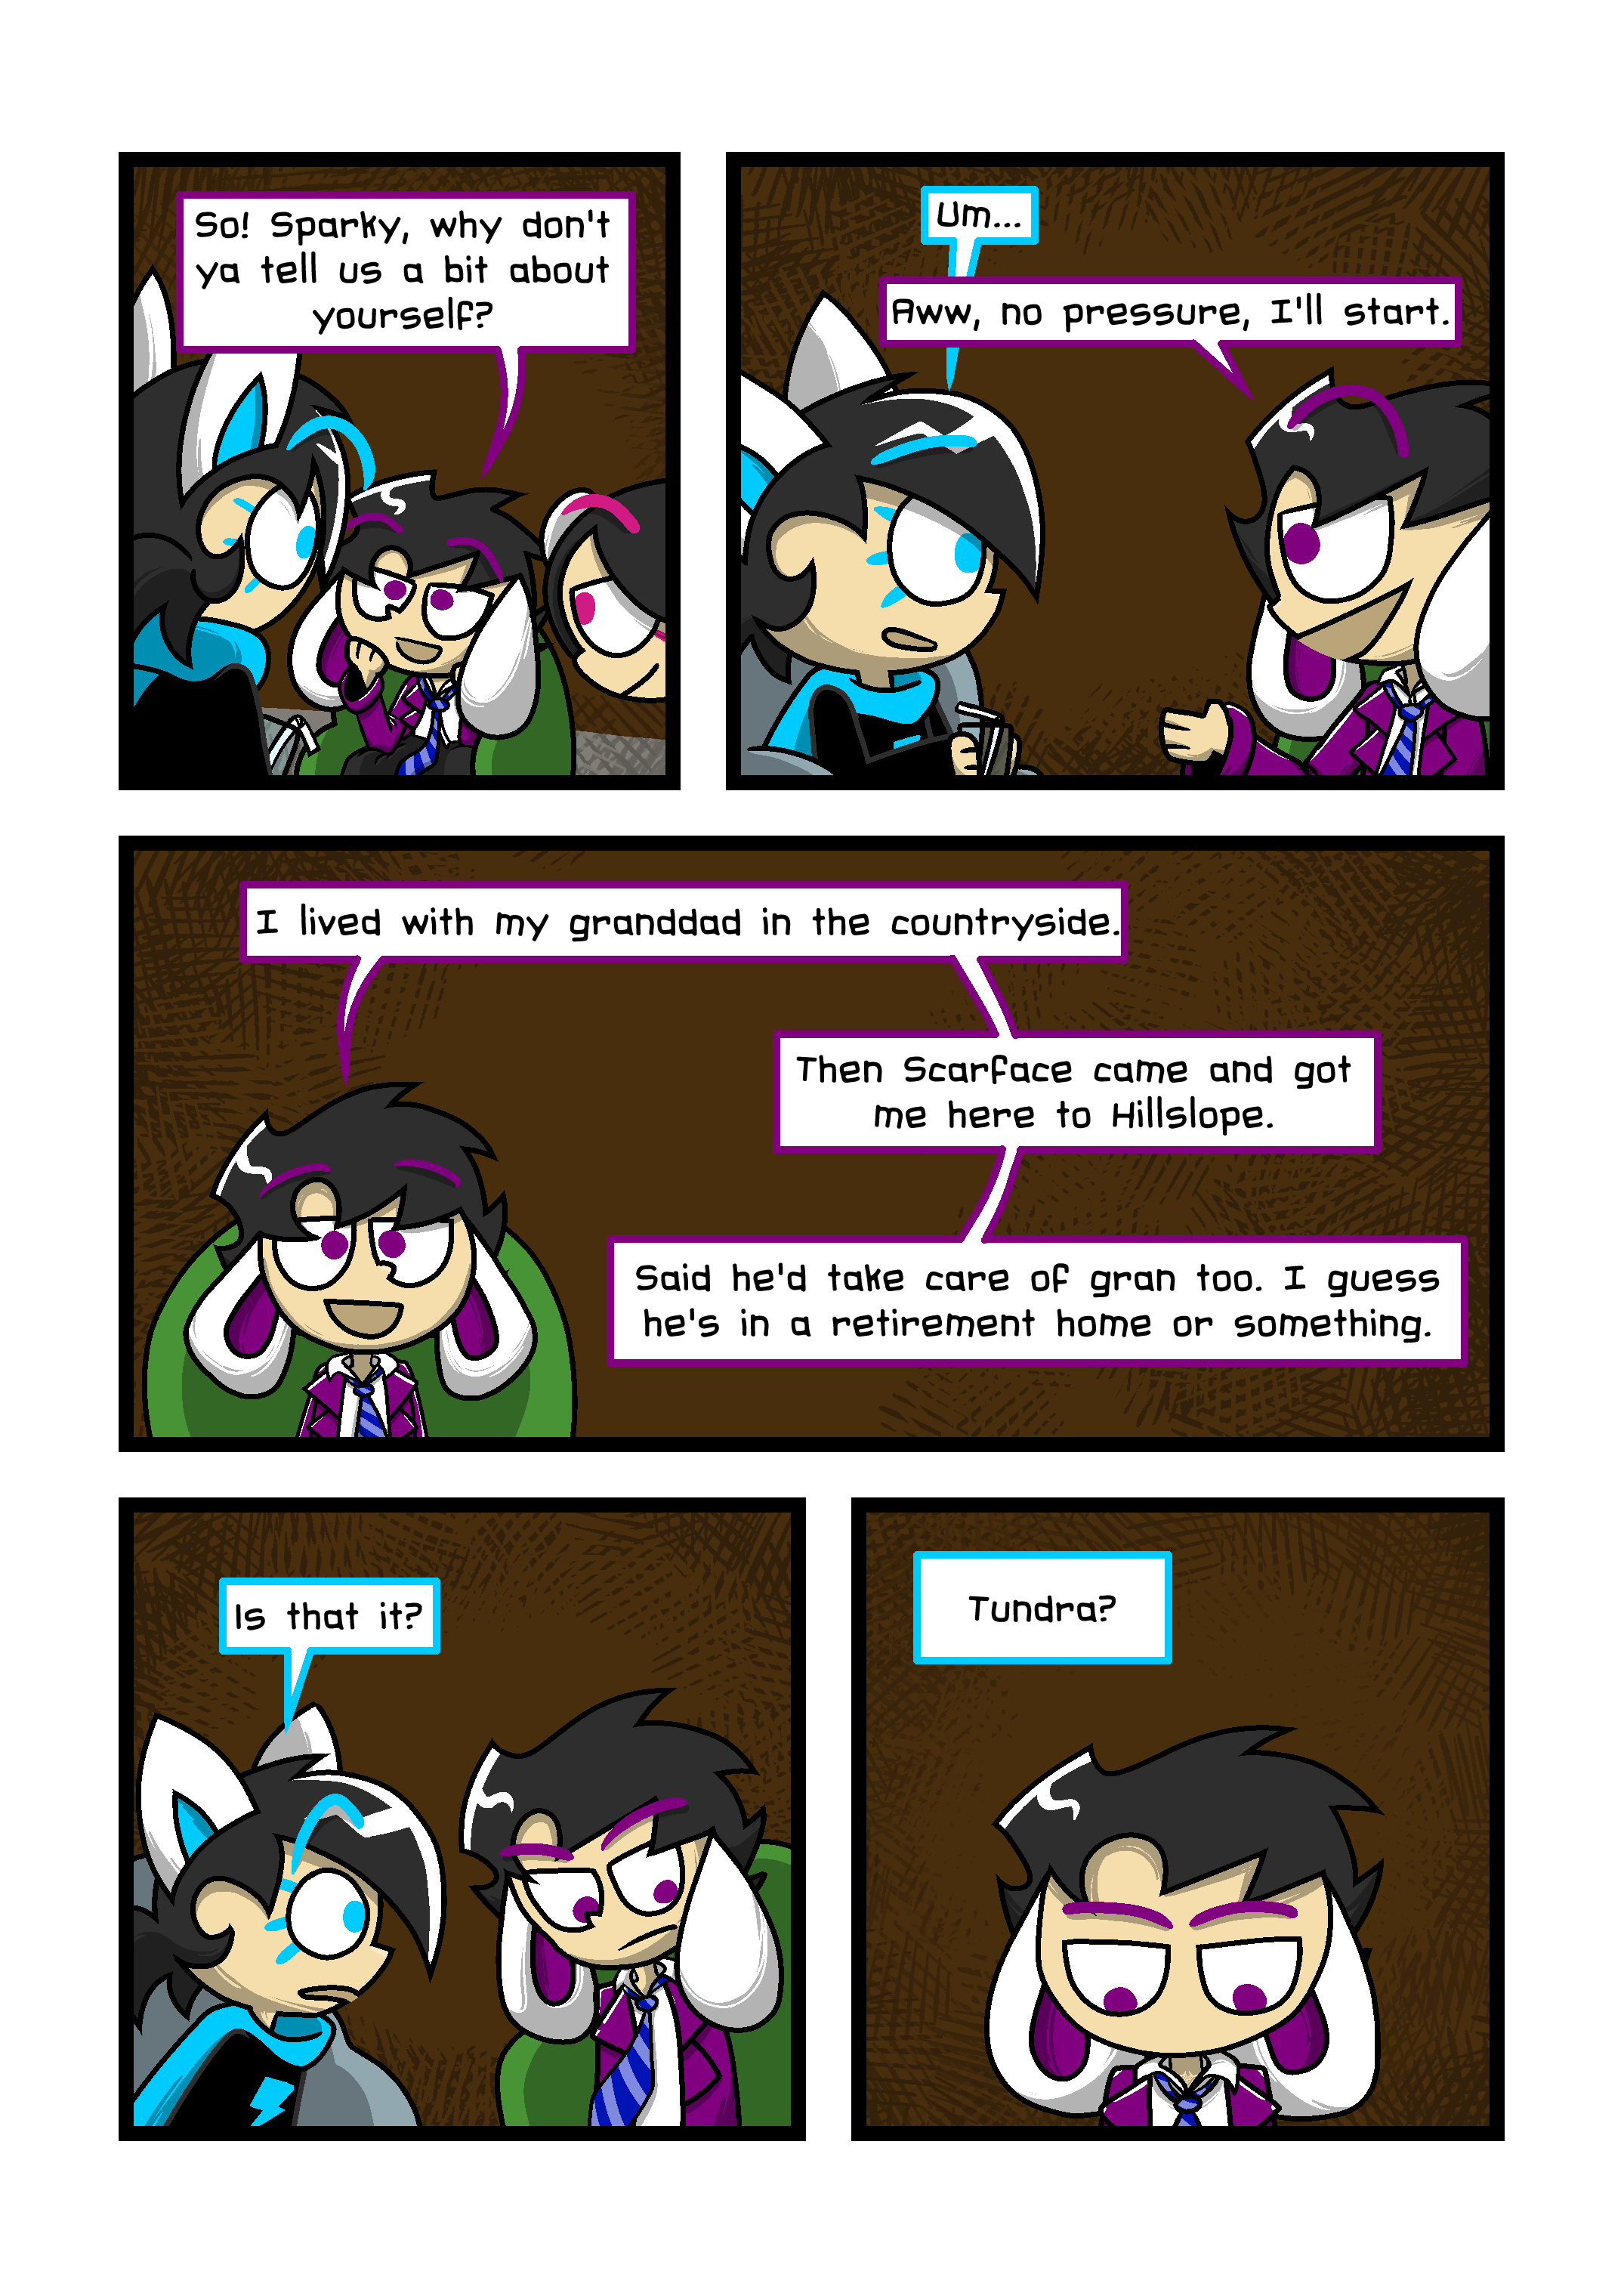 So! Sparky, why don't
ya tell us a bit about
yourself?
Um...
Aww, no pressure, I'll start.
I lived with my granddad in the countryside.
Then Scarface came and got
me here to Hillslope.
Said he'd take care of gran too. I guess
he's in a retirement home or something.
Is that it?
Tundra?